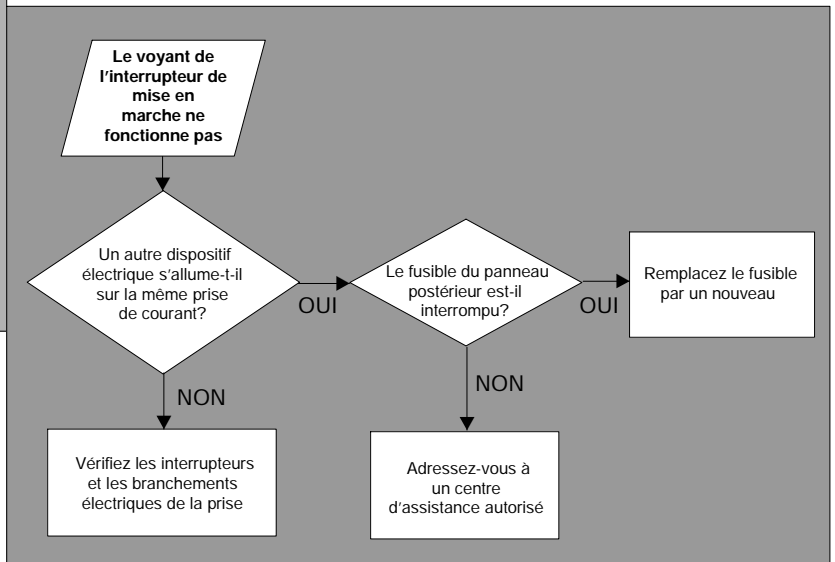 Le voyant de
l'interrupteur de
mise en
marche ne
fonctionne pas
Un autre dispositif
électrique s'allume-t-il
sur la même prise
de courant?
OUI
Le fusible du panneau
postérieur est-il
interrompu?
OUI
Remplacez le fusible
par un nouveau
NON
Vérifiez les interrupteurs
et les branchements
électriques de la prise
NON
Adressez-vous à
un centre
d'assistance autorisé